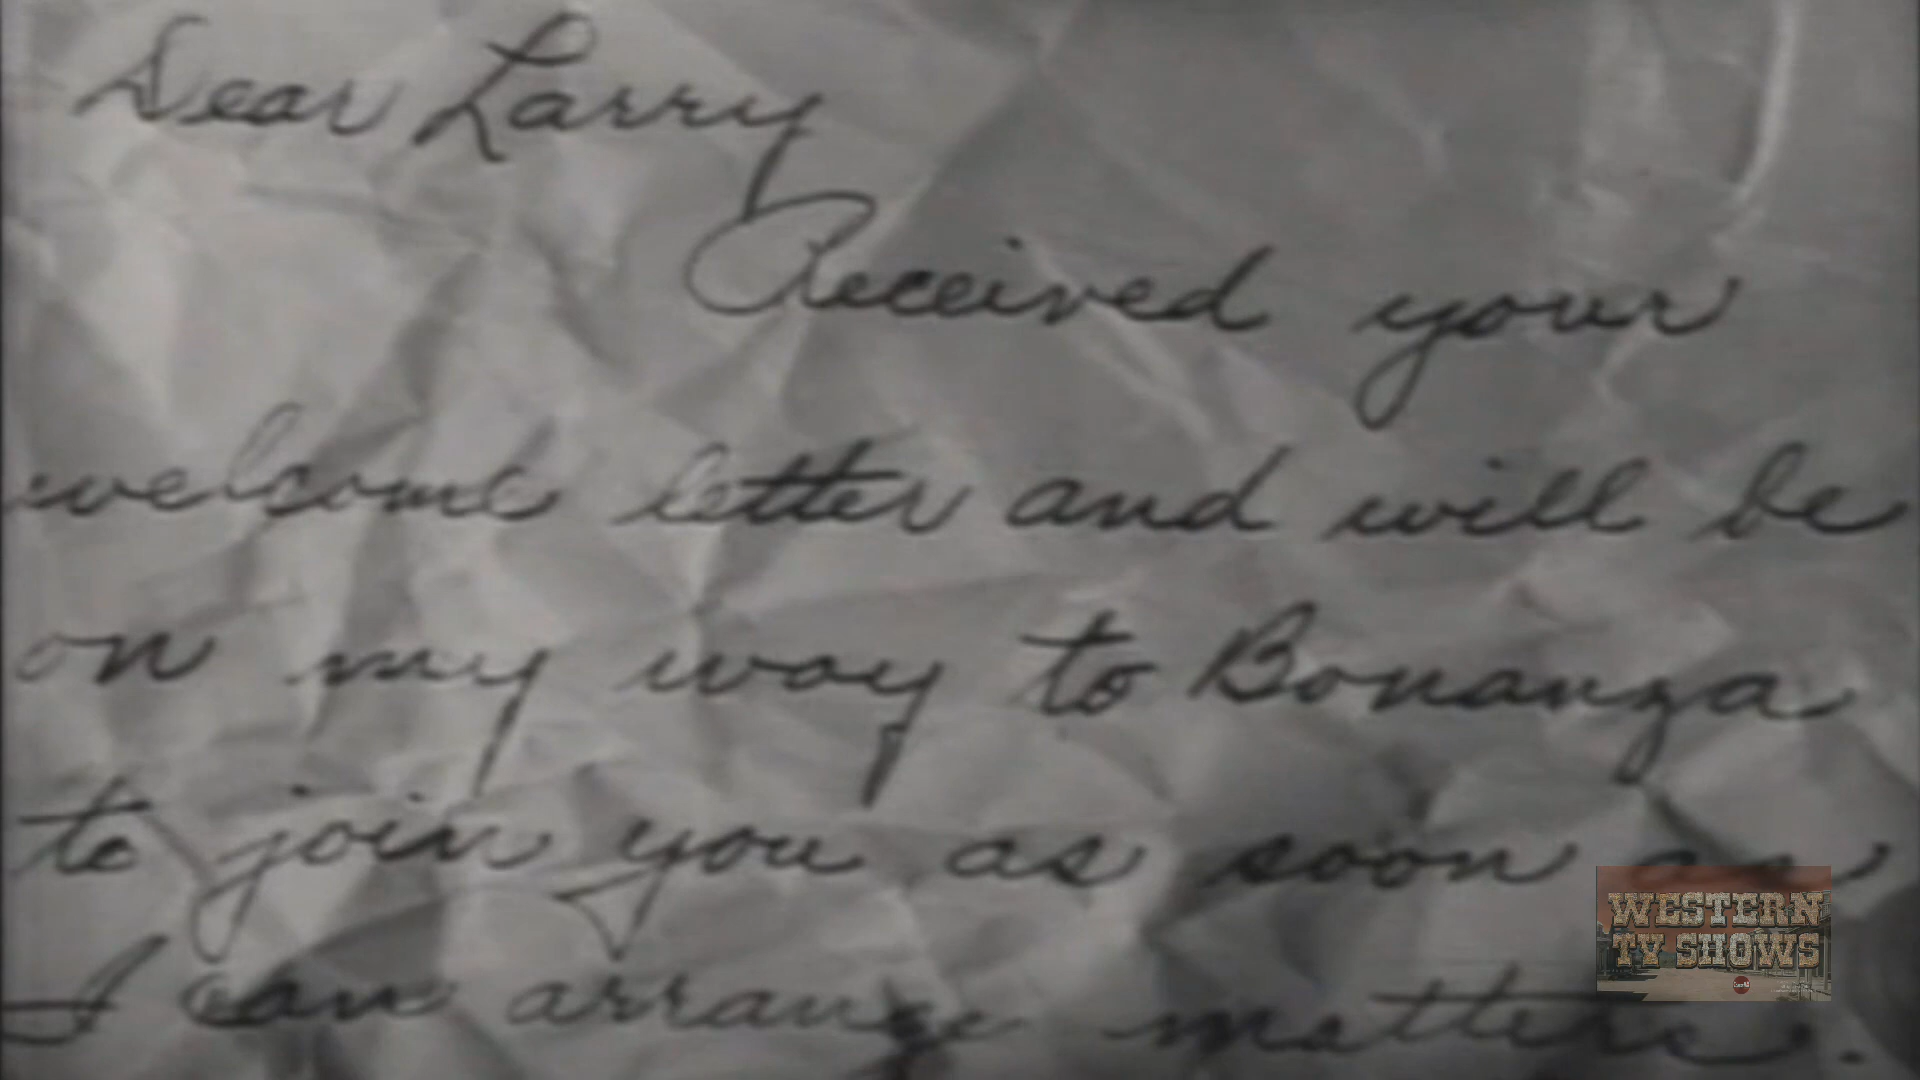 Dear Larry
Received your
welcome letter and will be
on my way to Bonanza
to join you as soon as
I can arrange matters.
WESTERN
TV SHOWS